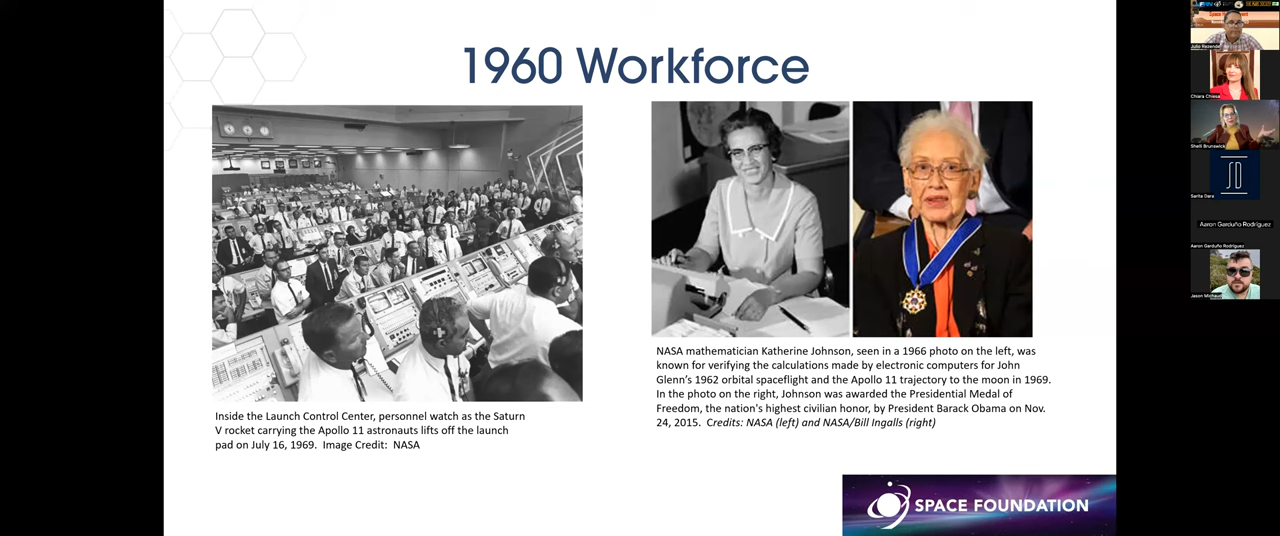 1960 Workforce
Inside the Launch Control Center, personnel watch as the Saturn
V rocket carrying the Apollo 11 astronauts lifts off the launch
pad on July 16, 1969.  Image Credit:  NASA
NASA mathematician Katherine Johnson, seen in a 1966 photo on the left, was
known for verifying the calculations made by electronic computers for John
Glenn's 1962 orbital spaceflight and the Apollo 11 trajectory to the moon in 1969.
In the photo on the right, Johnson was awarded the Presidential Medal of
Freedom, the nation's highest civilian honor, by President Barack Obama on Nov.
24, 2015.  Credits: NASA (left) and NASA/Bill Ingalls (right)
SPACE FOUNDATION
Julio Rezende
Chiara Chiesa
Shelli Brunswick
SD
Sarita Dara
Aaron Garduño Rodríguez
Aaron Garduño Rodríguez
Jason Michaud